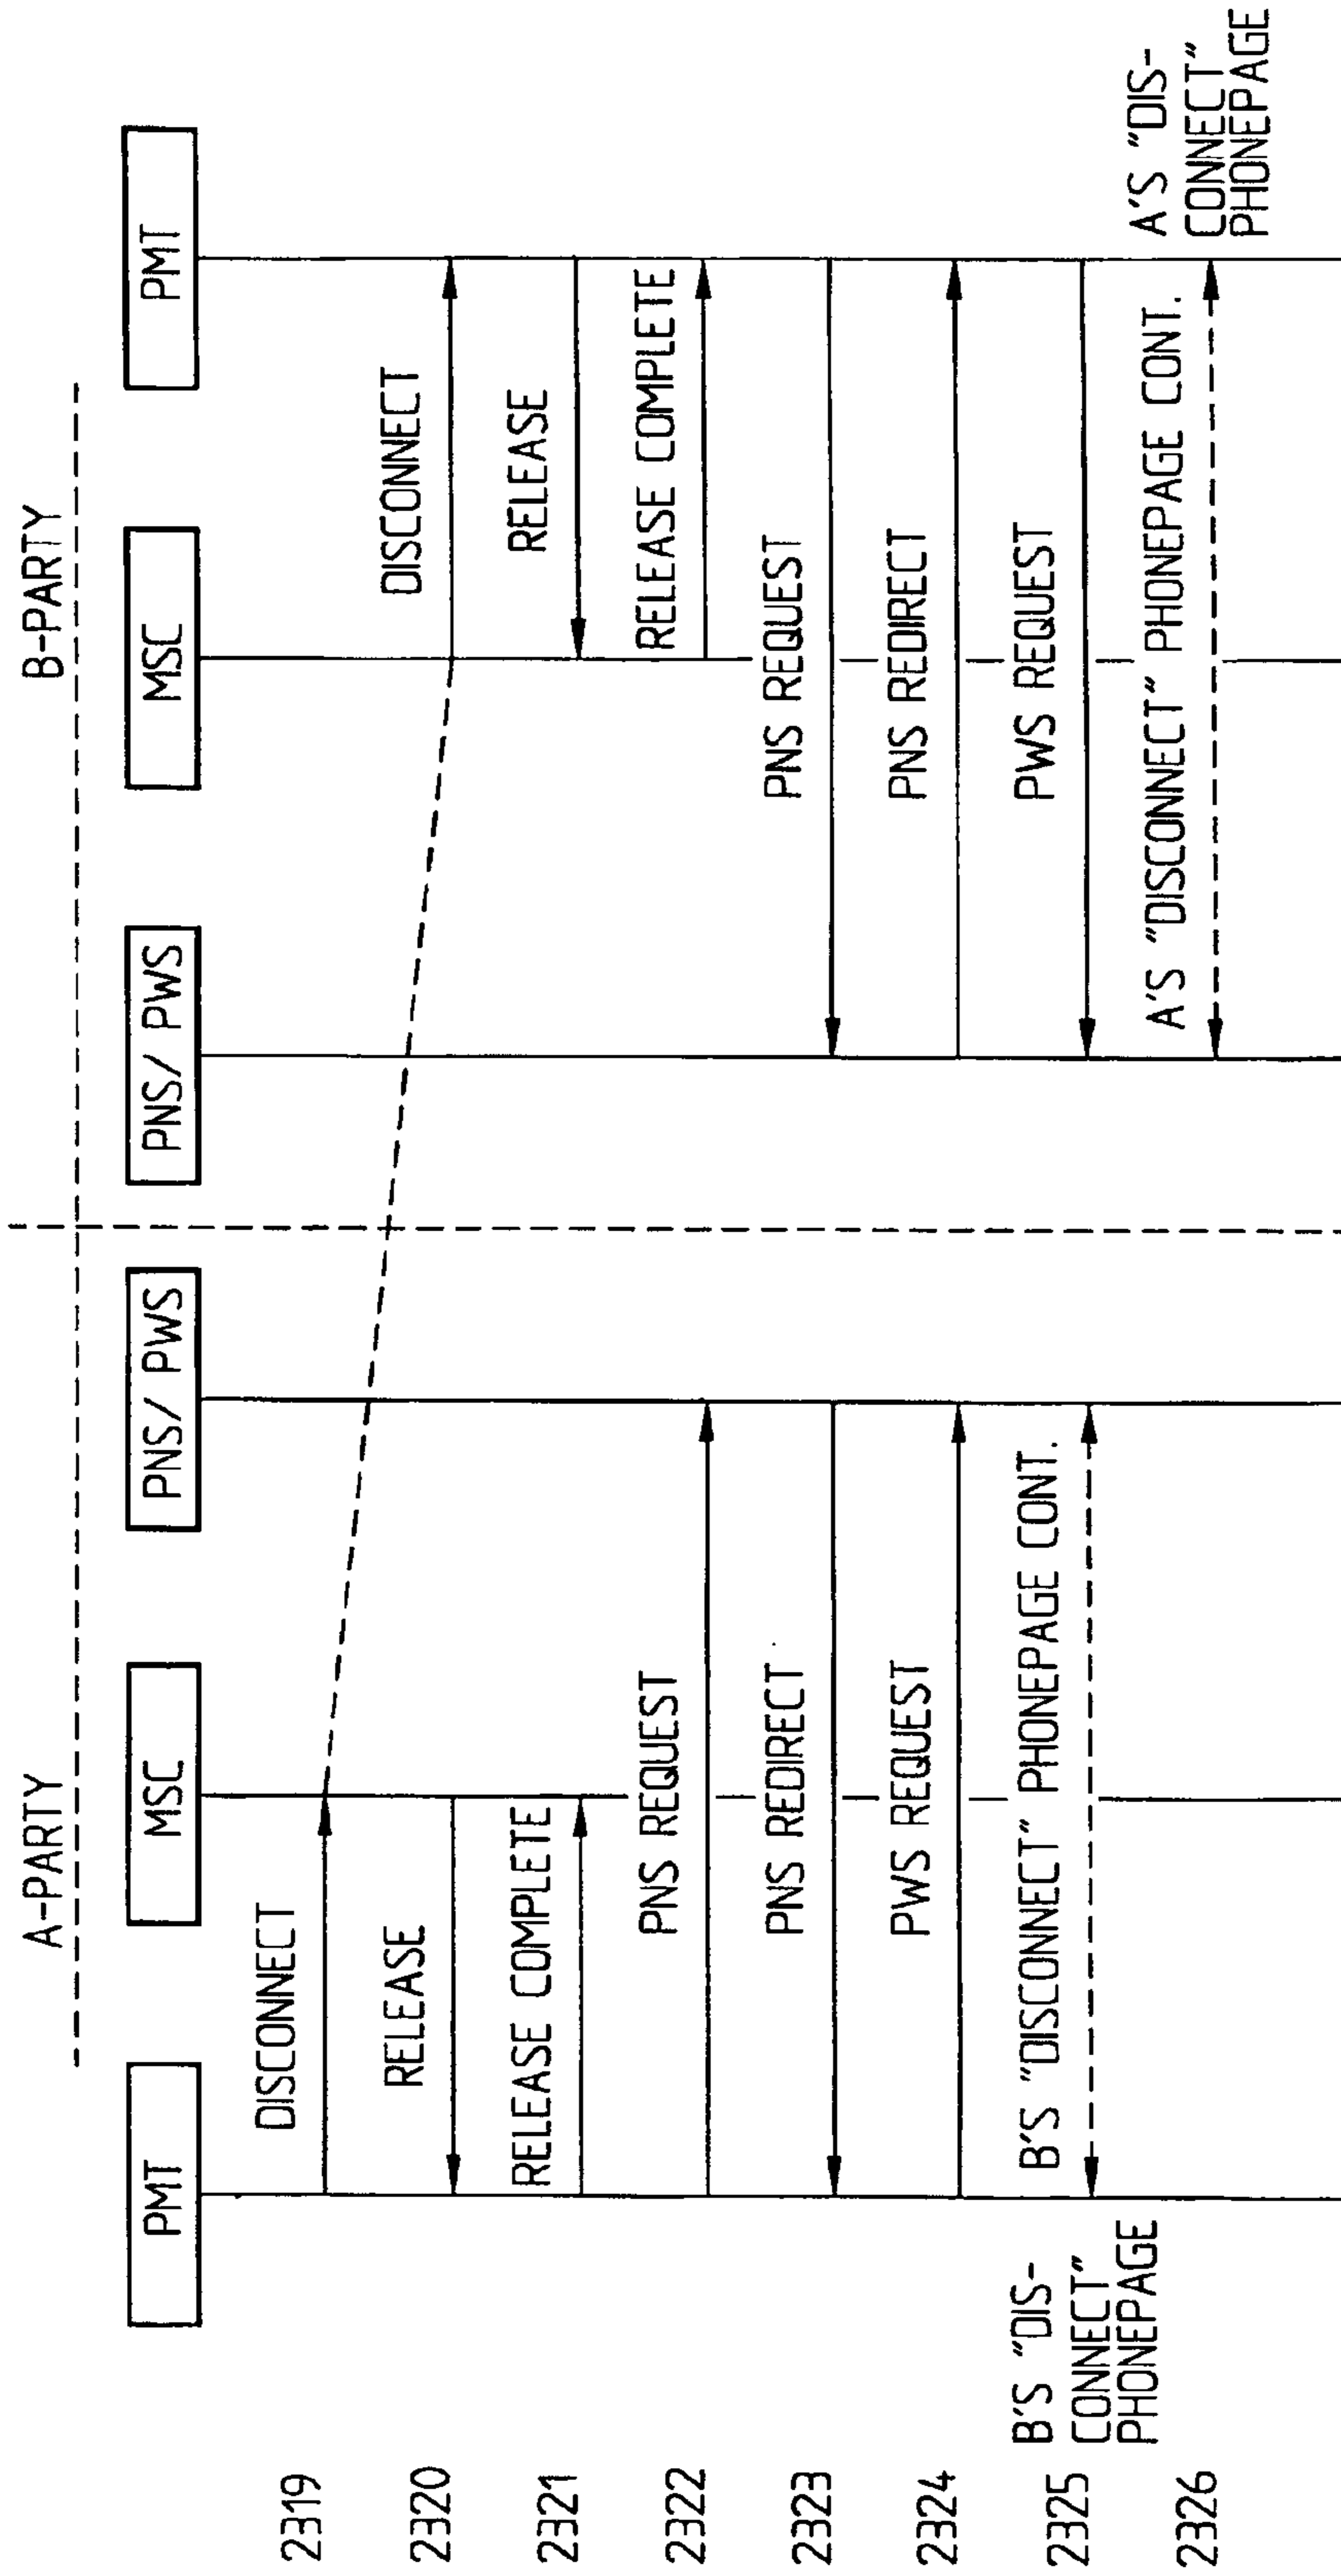 A-PARTY
B-PARTY
PMT
MSC
PNS/ PWS
PNS/ PWS
MSC
PMT
2319
DISCONNECT
2320
RELEASE
DISCONNECT
2321
RELEASE COMPLETE
RELEASE
2322
PNS REQUEST
RELEASE COMPLETE
2323
PNS REDIRECT
PNS REQUEST
2324
PWS REQUEST
PNS REDIRECT
2325
B'S "DIS-
CONNECT"
PHONEPAGE
B'S "DISCONNECT" PHONEPAGE CONT.
PWS REQUEST
2326
A'S "DISCONNECT" PHONEPAGE CONT.
A'S "DIS-
CONNECT"
PHONEPAGE